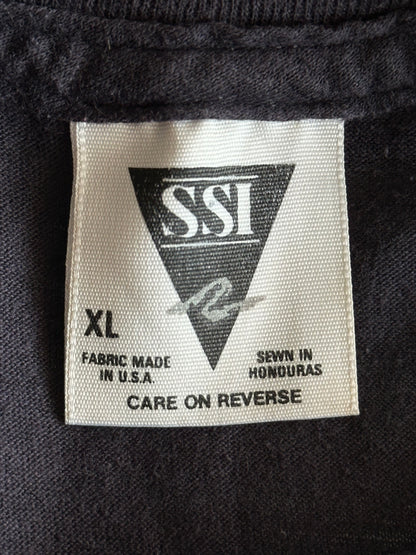 SSI
XL
FABRIC MADE
IN U.S.A.
SEWN IN
HONDURAS
CARE ON REVERSE